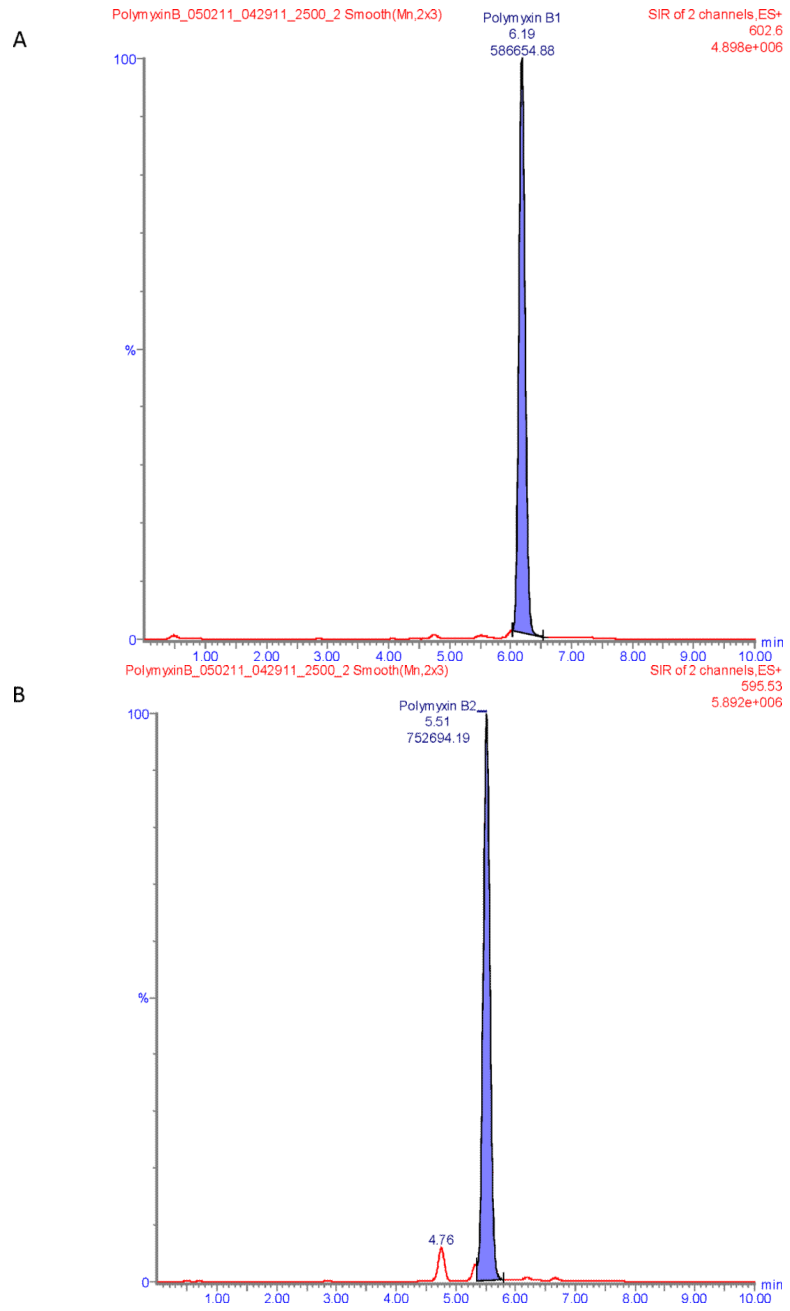 PolymyxinB_050211_042911_2500_2 Smooth(Mn,2x3)
Polymyxin B1
SIR of 2 channels,ES+
6.19
602.6
586654.88
4.898e+006
A
100
%
0
min
1.00 2.00 3.00 4.00 5.00 6.00 7.00 8.00 9.00 10.00
PolymyxinB_050211_042911_2500_2 Smooth(Mn,2x3)
SIR of 2 channels,ES+
595.53
5.892e+006
B
Polymyxin B2
5.51
752694.19
100
%
4.76
0
min
1.00 2.00 3.00 4.00 5.00 6.00 7.00 8.00 9.00 10.00